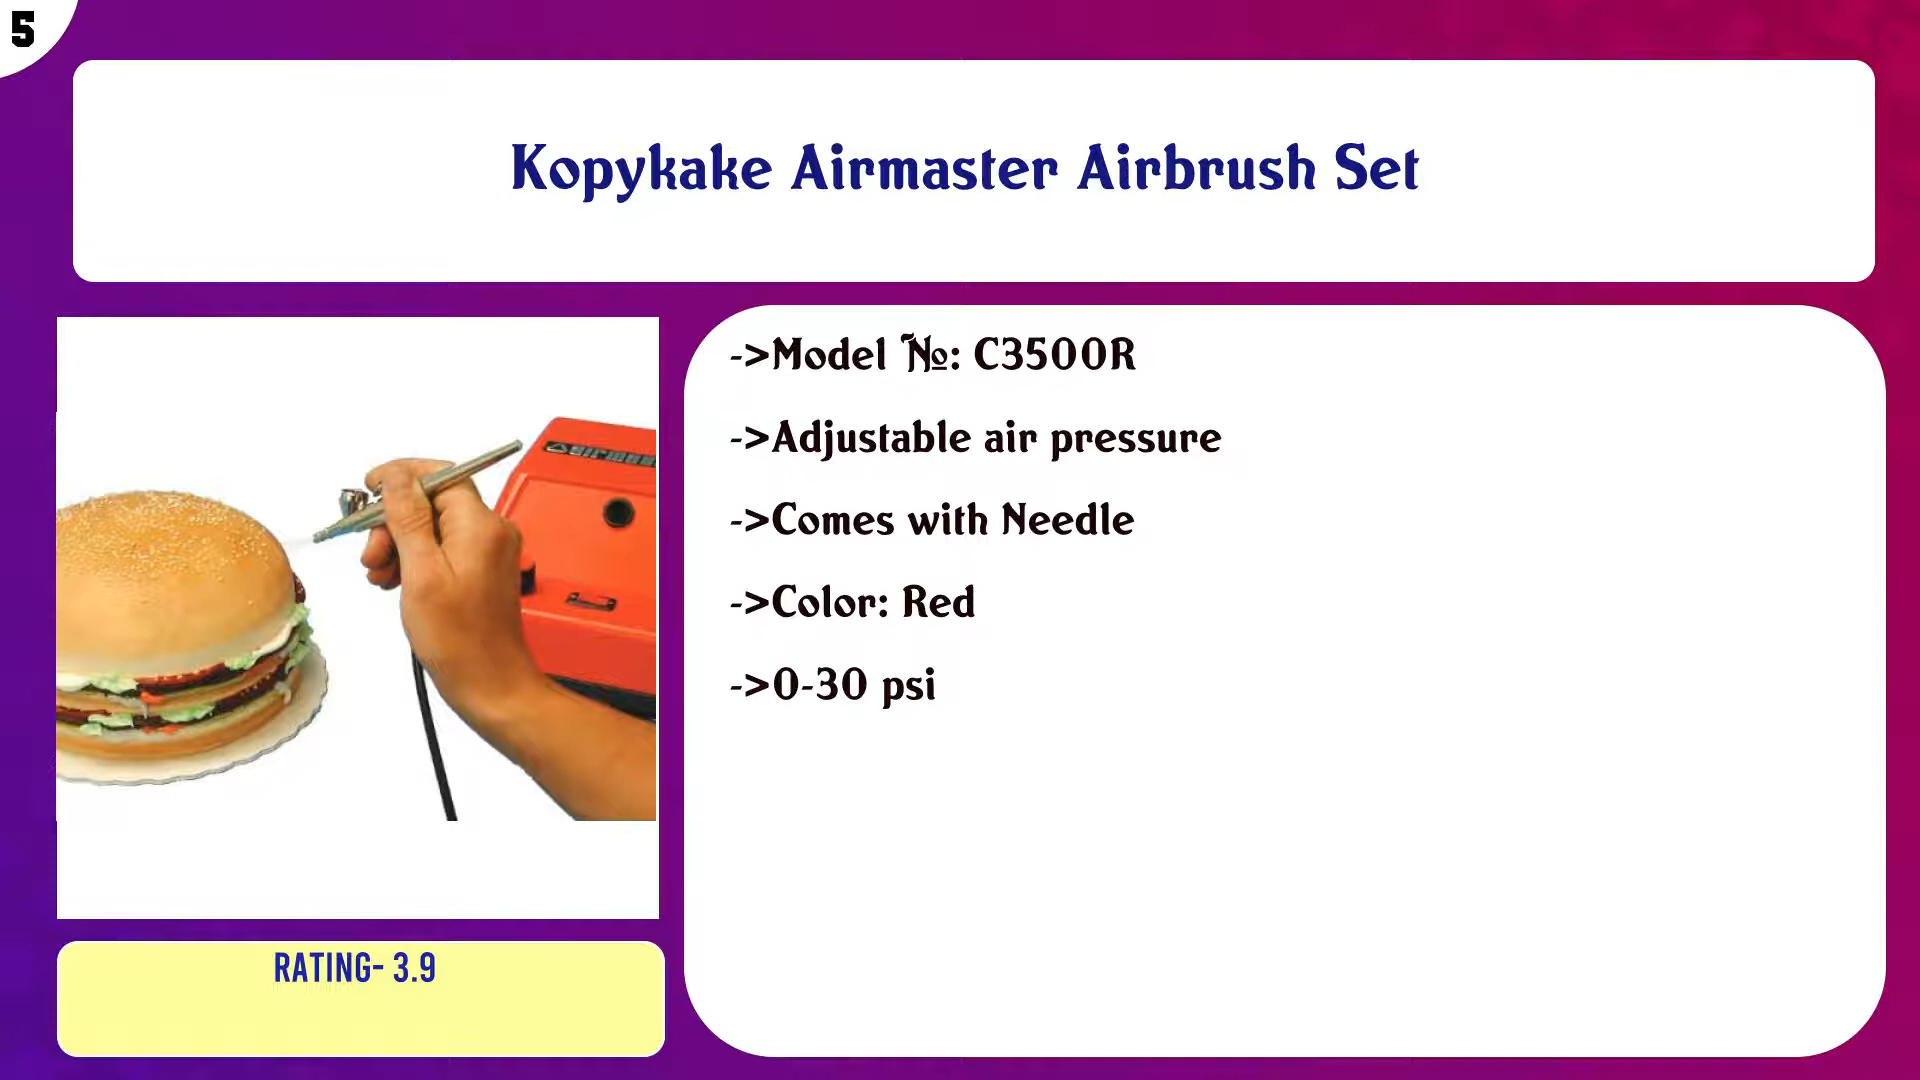 5
Kopykake Airmaster Airbrush Set
->Model №: C3500R
->Adjustable air pressure
->Comes with Needle
->Color: Red
->0-30 psi
RATING- 3.9